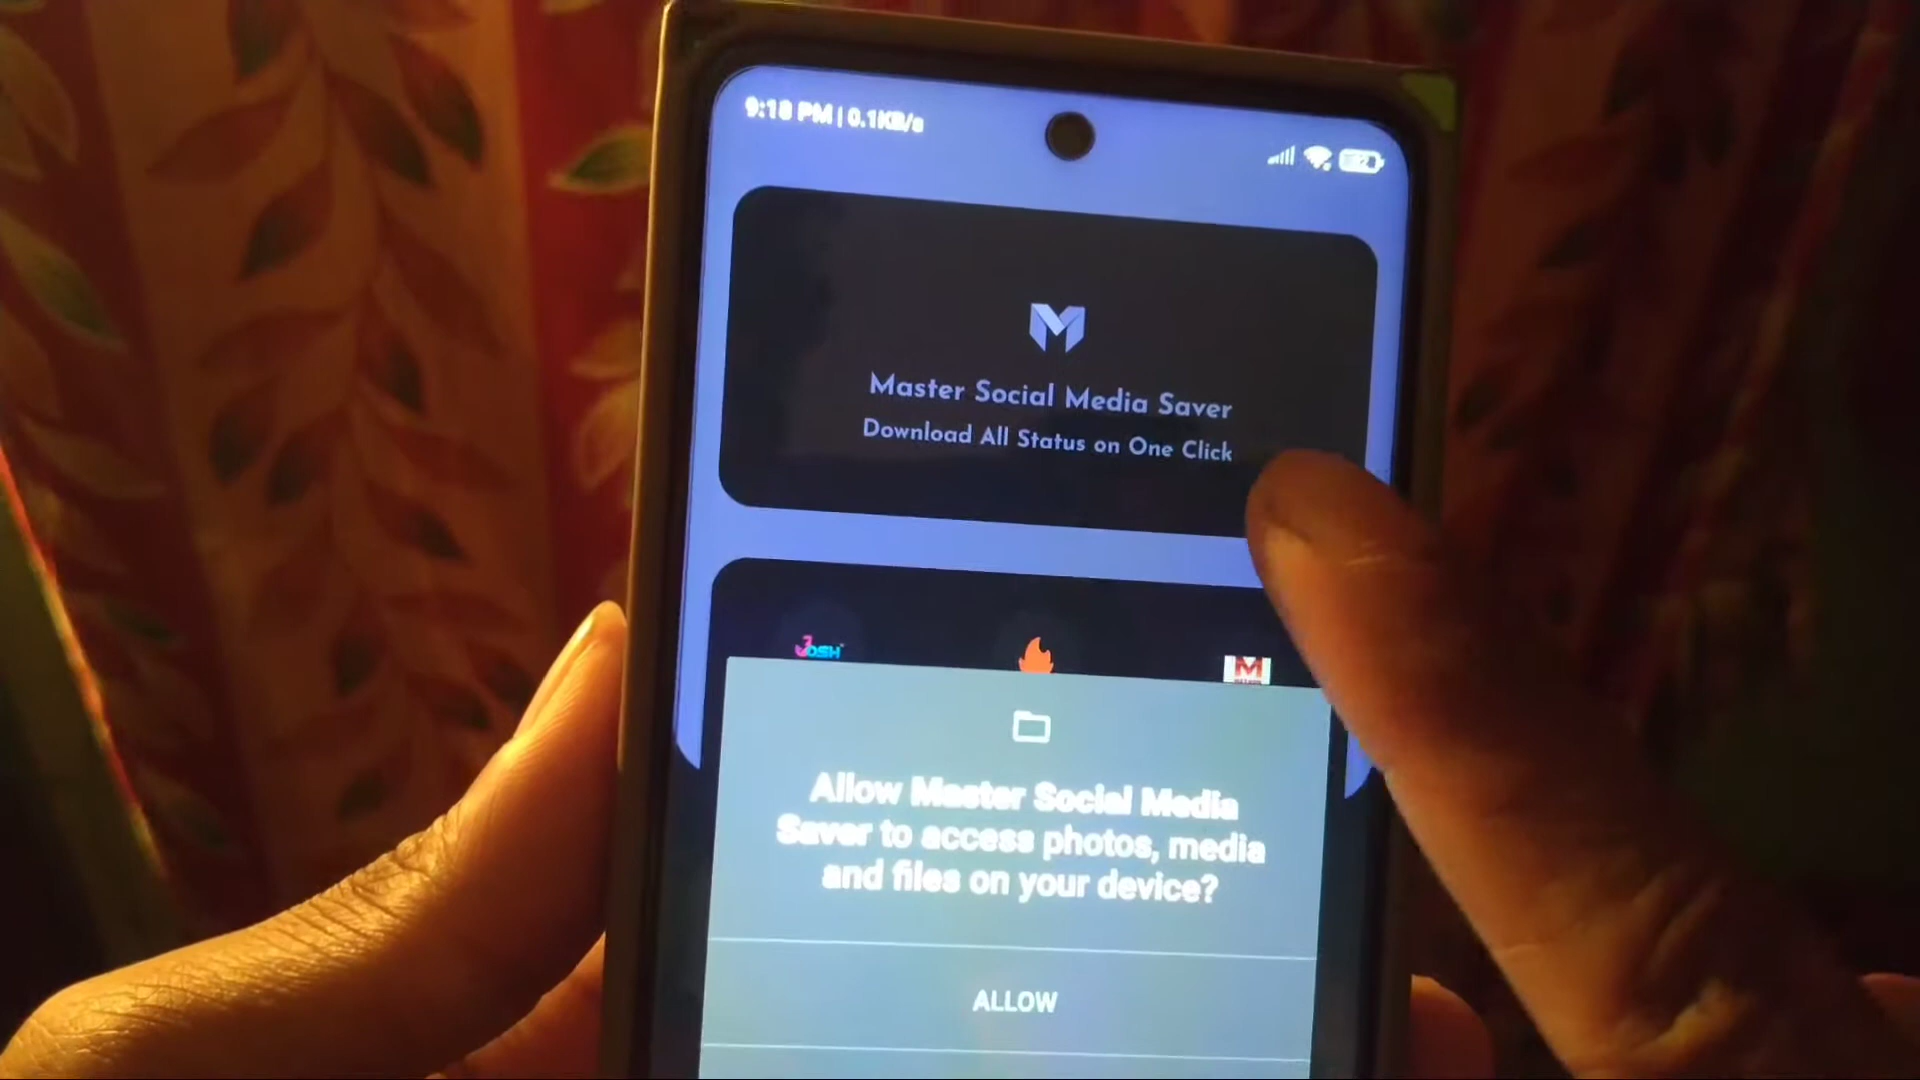 9:18 PM | 0.1KB/s
Master Social Media Saver
Download All Status on One Click
JOSH
M
Allow Master Social Media
Saver to access photos, media
and files on your device?
ALLOW